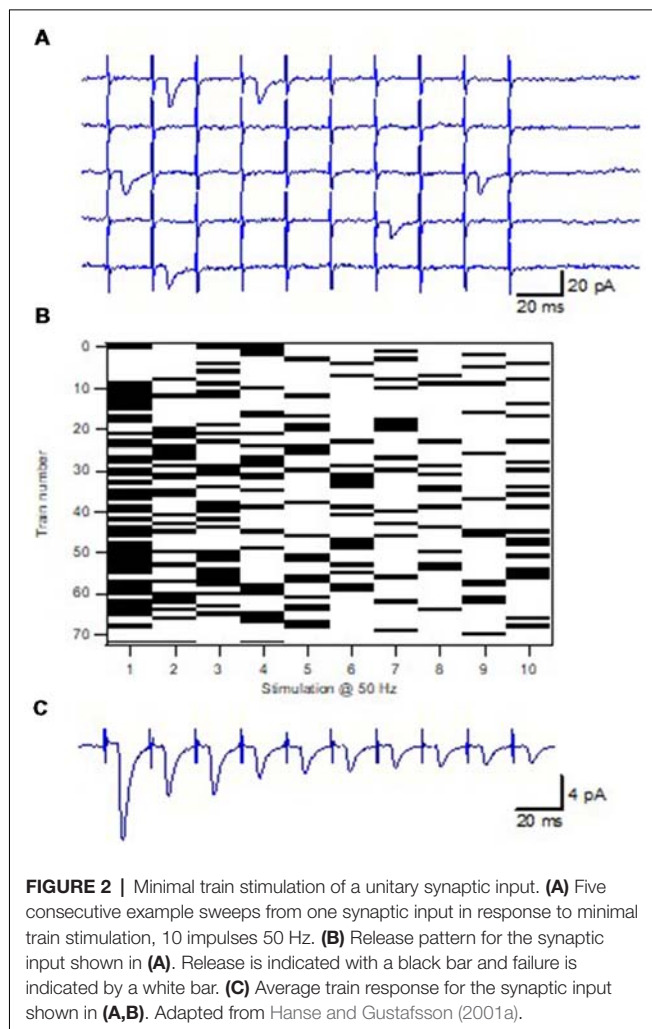 A
20 pA
20 ms
B
0
10
20
30
40
50
60
70
Train number
1 2 3 4 5 6 7 8 9 10
Stimulation @ 50 Hz
C
4 pA
20 ms
FIGURE 2 | Minimal train stimulation of a unitary synaptic input. (A) Five
consecutive example sweeps from one synaptic input in response to minimal
train stimulation, 10 impulses 50 Hz. (B) Release pattern for the synaptic
input shown in (A). Release is indicated with a black bar and failure is
indicated by a white bar. (C) Average train response for the synaptic input
shown in (A,B). Adapted from Hanse and Gustafsson (2001a).